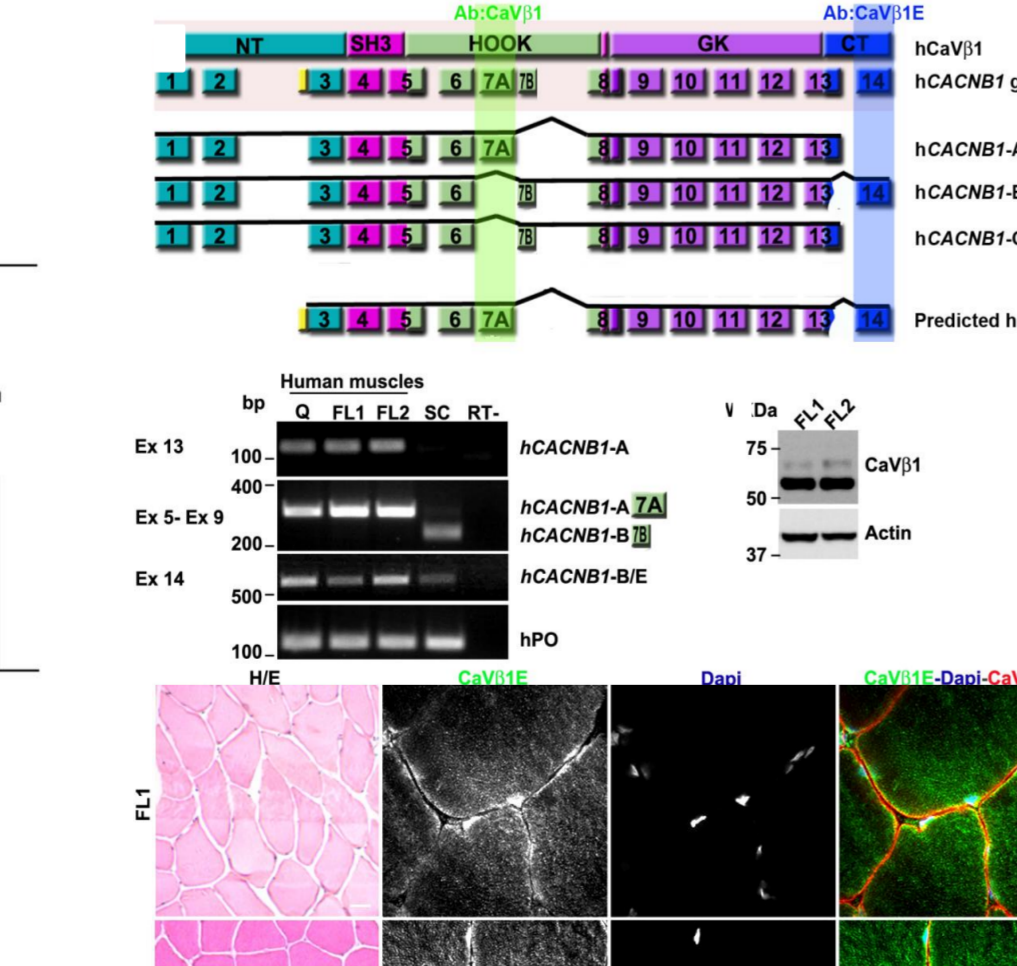 Ab:CaVβ1 Ab:CaVβ1E
NT SH3 HOOK GK CT hCaVβ1
1 2 3 4 5 6 7A 7B 8 9 10 11 12 13 14 hCACNB1 g
1 2 3 4 5 6 7A 8 9 10 11 12 13 hCACNB1-A
1 2 3 4 5 6 7B 8 9 10 11 12 13 14 hCACNB1-B
1 2 3 4 5 6 7B 8 9 10 11 12 13 hCACNB1-C
3 4 5 6 7A 8 9 10 11 12 13 14 Predicted h
Human muscles
bp Q FL1 FL2 SC RT-
Ex 13 100 hCACNB1-A
400
Ex 5- Ex 9 hCACNB1-A 7A
200 hCACNB1-B 7B
Ex 14 500 hCACNB1-B/E
100 hPO
FL1 FL2
75 CaVβ1
50
37 Actin
H/E CaVβ1E Dapi CaVβ1E-Dapi-CaV
FL1